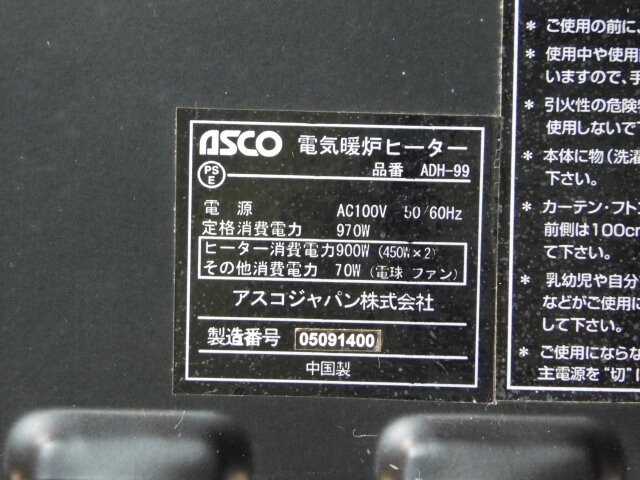 ASCO 電気暖炉ヒーター
PS
E
品番 ADH-99
電 源 AC100V 50/60Hz
定格消費電力 970W
ヒーター消費電力900W (450W×2)
その他消費電力 70W (電球 ファン)
アスコジャパン株式会社
製造番号 05091400
中国製
* ご使用の前に、
* 使用中や使用
いますので、手
* 引火性の危険
使用しないで
* 本体に物(洗濯
下さい。
* カーテン・フト
前側は100cm
て下さい。
* 乳幼児や自分
などがご使用に
して下さい。
* ご使用にならな
主電源を“切”に